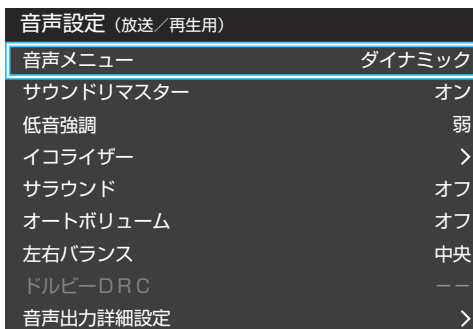 音声設定（放送／再生用）
音声メニュー ダイナミック
サウンドリマスター オン
低音強調 弱
イコライザー >
サラウンド オフ
オートボリューム オフ
左右バランス 中央
ドルビーＤＲＣ －－
音声出力詳細設定 >